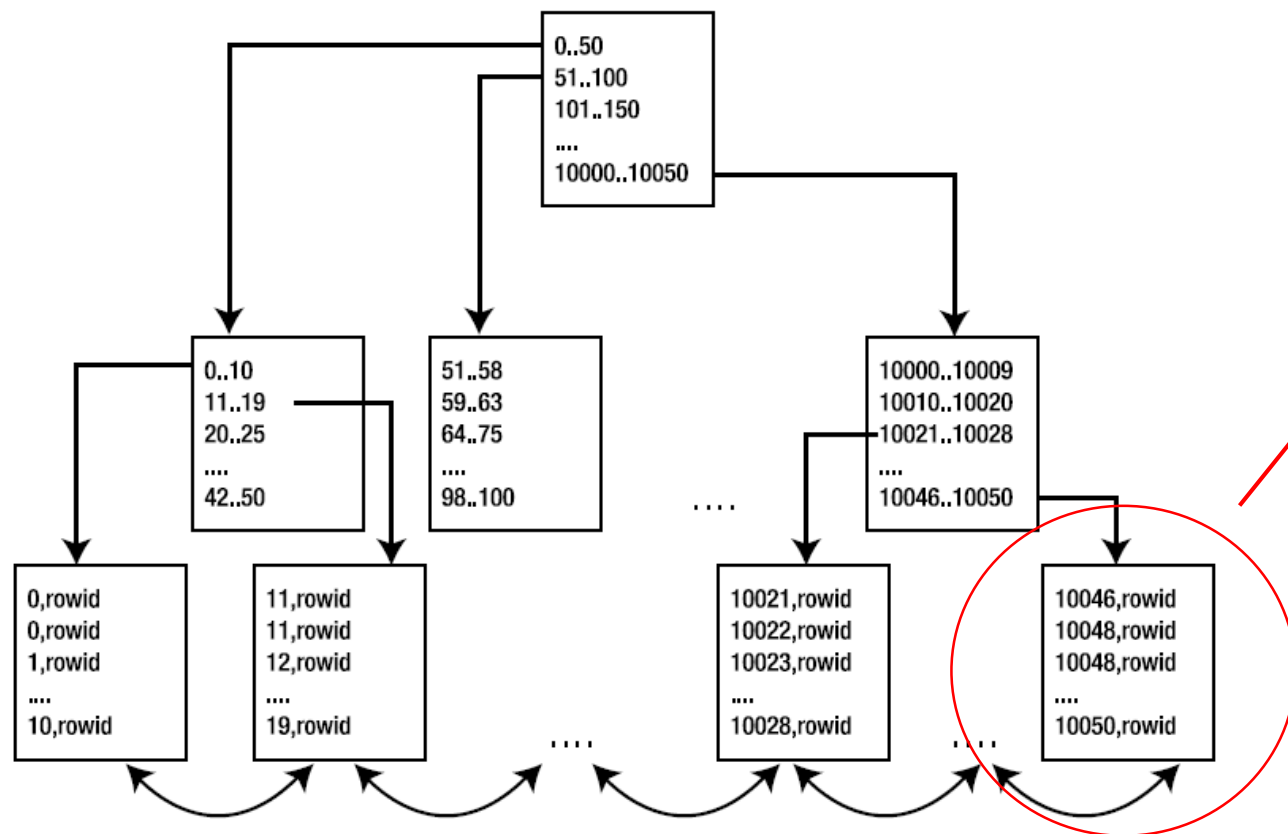 0..50
51..100
101..150
....
10000..10050
0..10
11..19
20..25
....
42..50
51..58
59..63
64..75
....
98..100
....
10000..10009
10010..10020
10021..10028
....
10046..10050
0,rowid
0,rowid
1,rowid
....
10,rowid
11,rowid
11,rowid
12,rowid
....
19,rowid
....
10021,rowid
10022,rowid
10023,rowid
....
10028,rowid
....
10046,rowid
10048,rowid
10048,rowid
....
10050,rowid